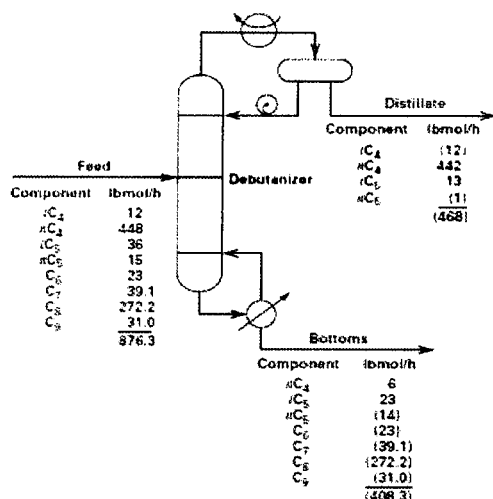 Distillate
Component lbmol/h
iC4 (12)
nC4 442
iC5 13
nC5 (1)
(468)
Feed
Component lbmol/h
iC4 12
nC4 448
iC5 36
nC5 15
C6 23
C7 39.1
C8 272.2
C9 31.0
876.3
Debutanizer
Bottoms
Component lbmol/h
nC4 6
iC5 23
nC5 (14)
C6 (23)
C7 (39.1)
C8 (272.2)
C9 (31.0)
(408.3)